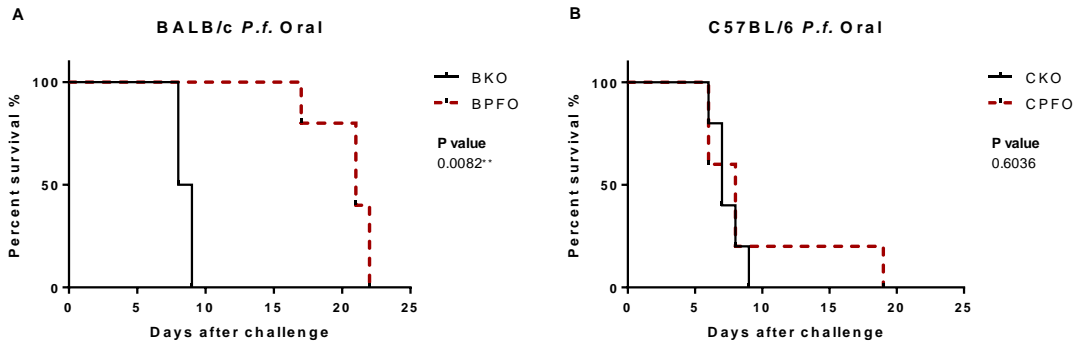 A
BALB/c P.f. Oral
Percent survival %
100
50
0
0 5 10 15 20 25
Days after challenge
BKO
BPFO
P value
0.0082**
B
C57BL/6 P.f. Oral
Percent survival %
100
50
0
0 5 10 15 20 25
Days after challenge
CKO
CPFO
P value
0.6036